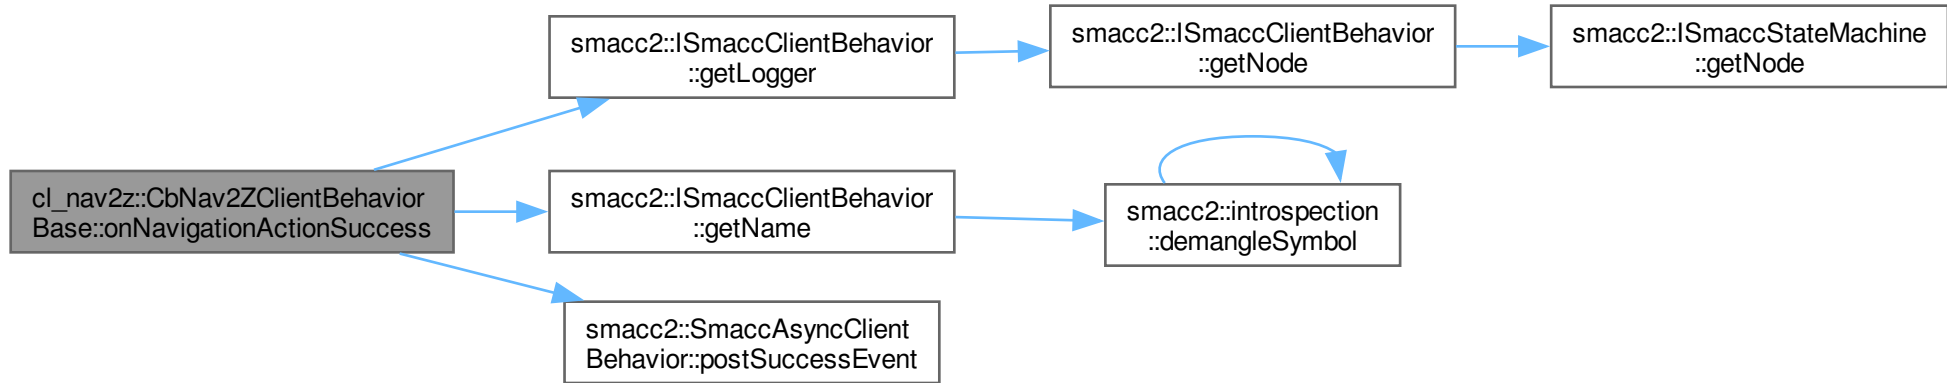 cl_nav2z::CbNav2ZClientBehavior
Base::onNavigationActionSuccess
smacc2::ISmaccClientBehavior
::getLogger
smacc2::ISmaccClientBehavior
::getNode
smacc2::ISmaccStateMachine
::getNode
smacc2::ISmaccClientBehavior
::getName
smacc2::introspection
::demangleSymbol
smacc2::SmaccAsyncClient
Behavior::postSuccessEvent